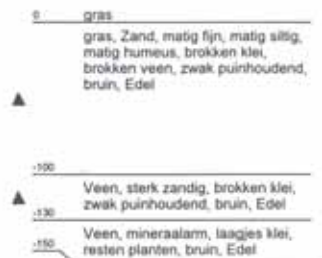 0 gras
gras, Zand, matig fijn, matig siltig,
matig humeus, brokken klei,
brokken veen, zwak puinhoudend,
bruin, Edel
-100
Veen, sterk zandig, brokken klei,
zwak puinhoudend, bruin, Edel
-130
Veen, mineraalarm, laagjes klei,
-150
resten planten, bruin, Edel